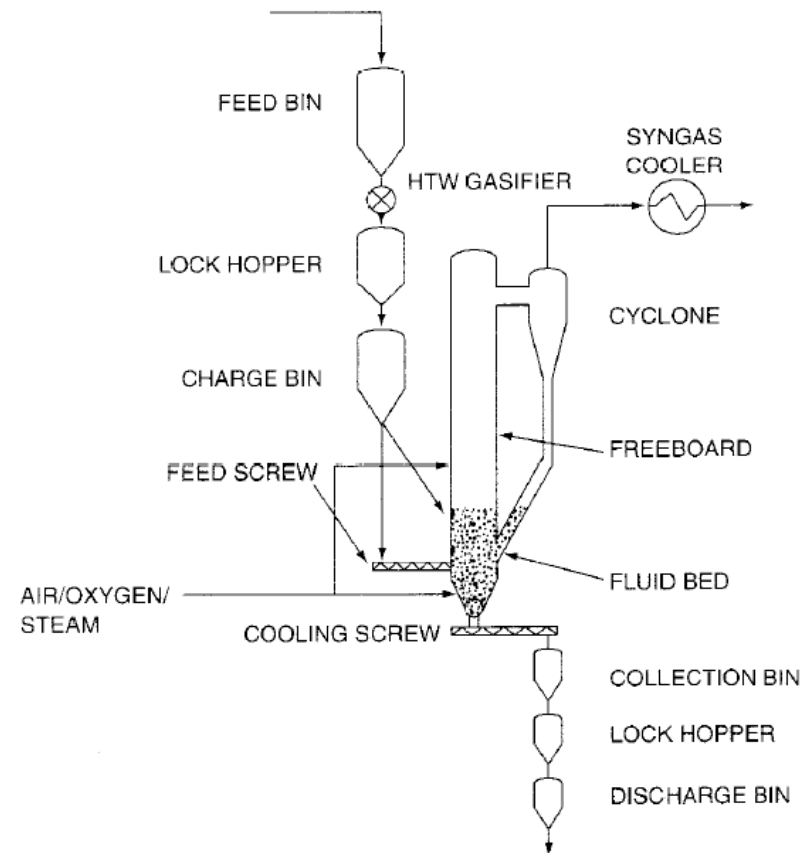 FEED BIN
SYNGAS
COOLER
HTW GASIFIER
LOCK HOPPER
CYCLONE
CHARGE BIN
FREEBOARD
FEED SCREW
FLUID BED
AIR/OXYGEN/
STEAM
COOLING SCREW
COLLECTION BIN
LOCK HOPPER
DISCHARGE BIN